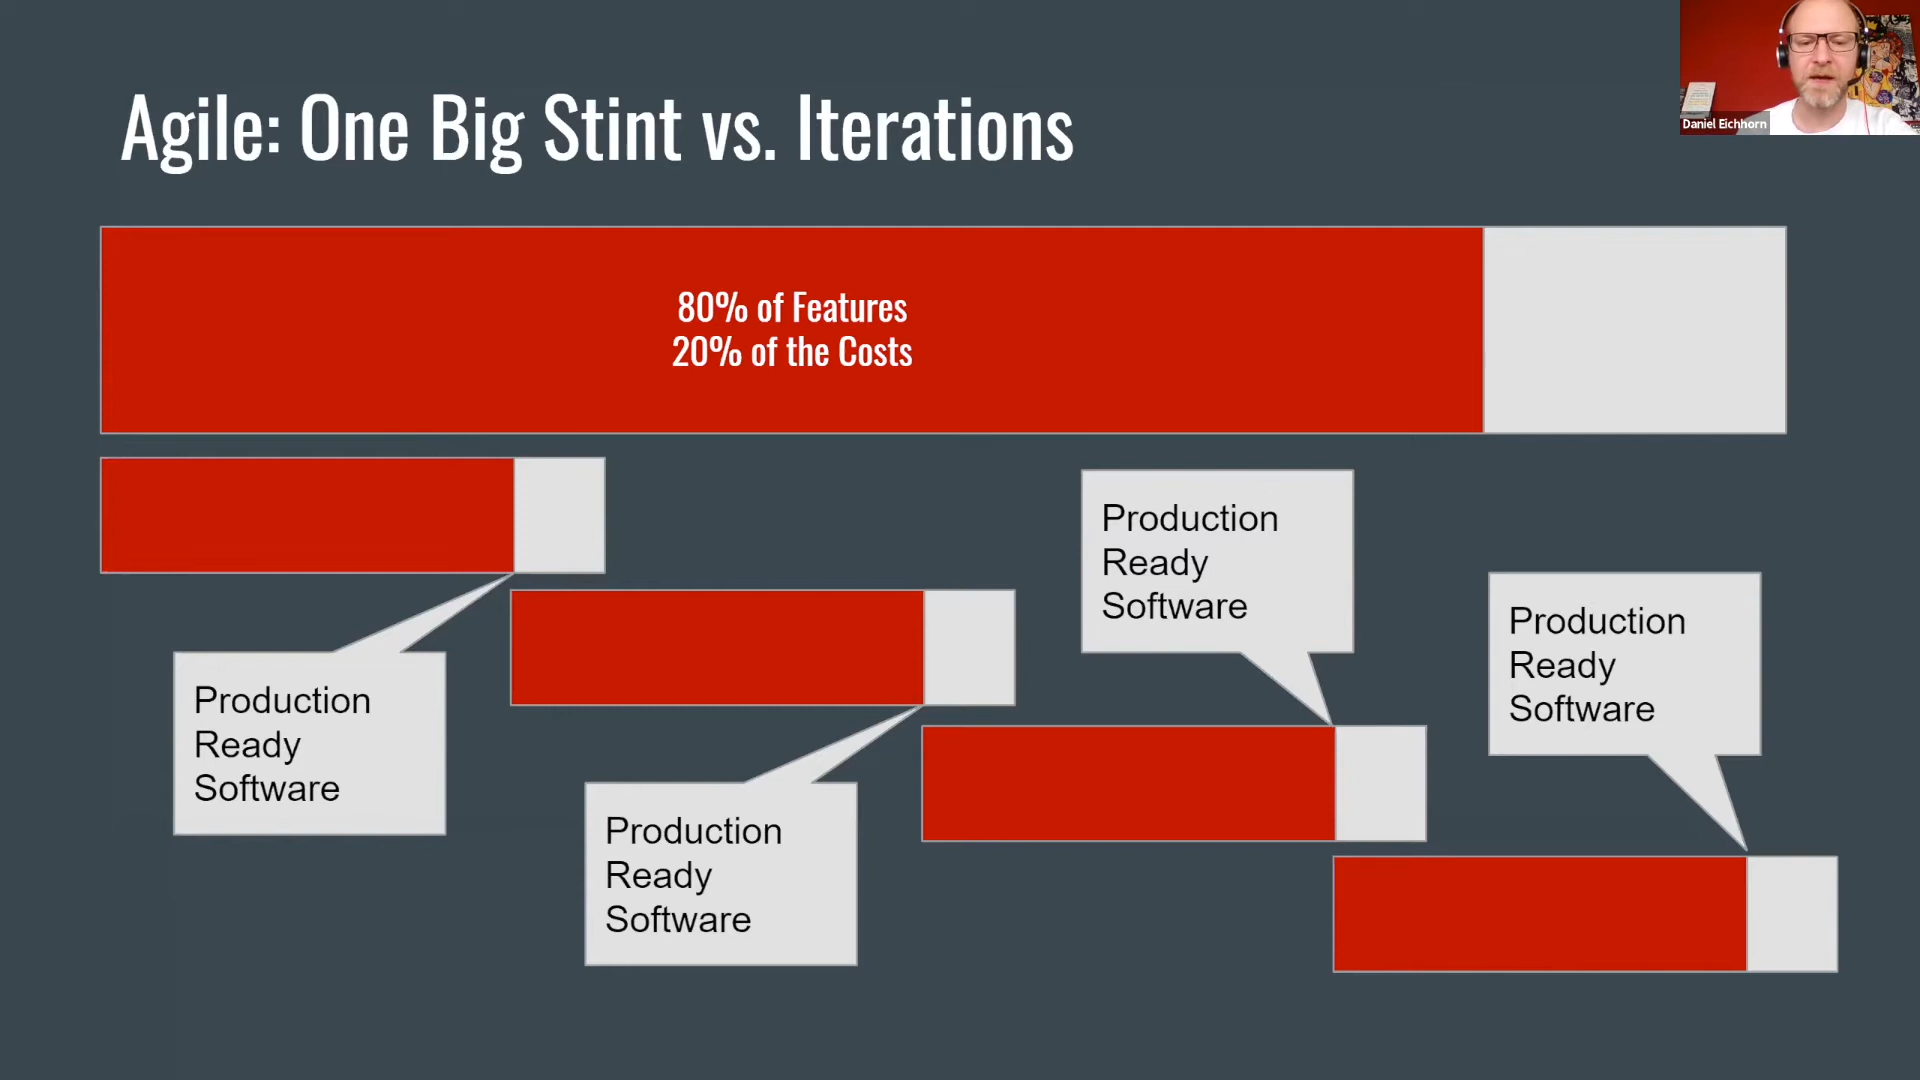 Daniel Eichhorn
Agile: One Big Stint vs. Iterations
80% of Features
20% of the Costs
Production
Ready
Software
Production
Ready
Software
Production
Ready
Software
Production
Ready
Software